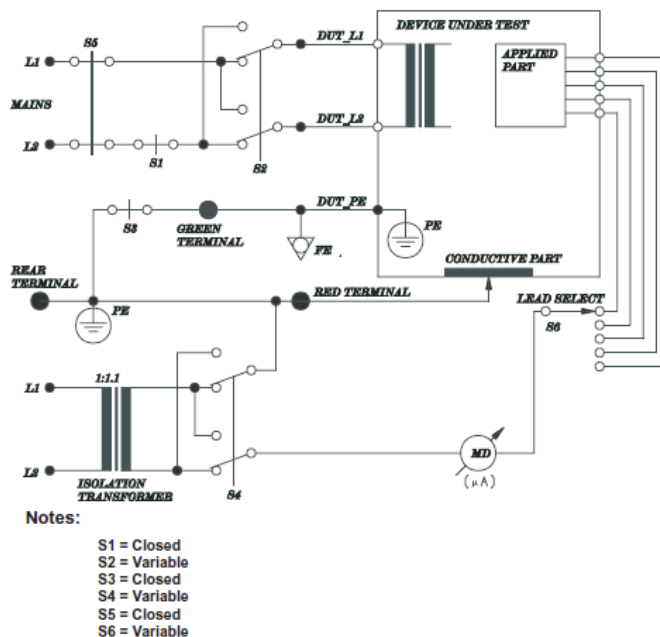 S5
DUT_L1
DEVICE UNDER TEST
L1
APPLIED
PART
MAINS
L2
S1
S2
DUT_L2
DUT_PE
S3
GREEN
TERMINAL
FE
PE
CONDUCTIVE PART
REAR
TERMINAL
PE
RED TERMINAL
LEAD SELECT
S6
1:1.1
L1
MD
(µA)
L2
ISOLATION
TRANSFORMER
S4
Notes:
S1 = Closed
S2 = Variable
S3 = Closed
S4 = Variable
S5 = Closed
S6 = Variable